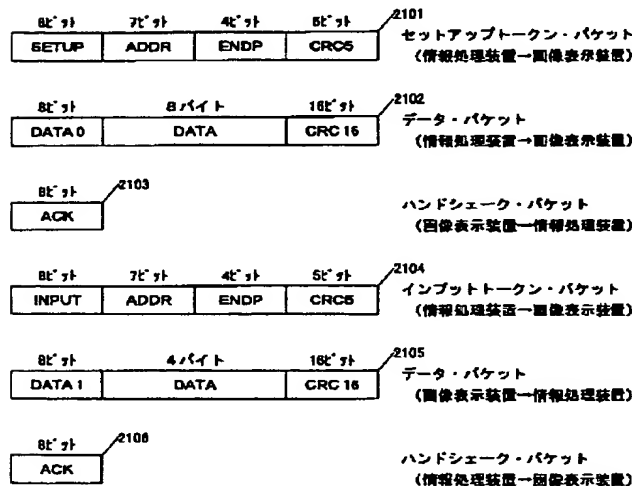 8ビット 7ビット 4ビット 5ビット 2101
SETUP ADDR ENDP CRC5 セットアップトークン・パケット
(情報処理装置→画像表示装置)
8ビット 8バイト 16ビット 2102
DATA 0 DATA CRC 16 データ・パケット
(情報処理装置→画像表示装置)
8ビット 2103
ACK ハンドシェーク・パケット
(画像表示装置→情報処理装置)
8ビット 7ビット 4ビット 5ビット 2104
INPUT ADDR ENDP CRC5 インプットトークン・パケット
(情報処理装置→画像表示装置)
8ビット 4バイト 16ビット 2105
DATA 1 DATA CRC 16 データ・パケット
(画像表示装置→情報処理装置)
8ビット 2106
ACK ハンドシェーク・パケット
(情報処理装置→画像表示装置)